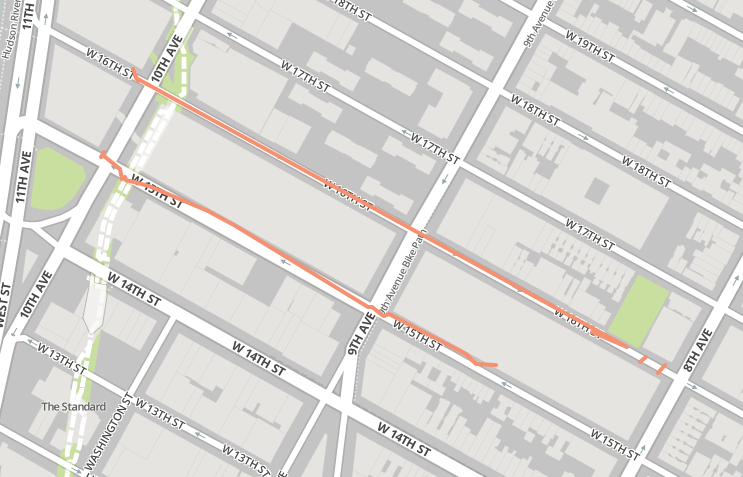 11TH
W 18TH ST
9th Avenue
Hudson River
W 16TH ST
10TH AVE
W 17TH ST
W 19TH ST
W 18TH ST
W 17TH ST
W 18TH ST
11TH AVE
W 15TH ST
W 16TH ST
W 17TH ST
9th Avenue Bike Path
10TH AVE
WEST ST
W 14TH ST
W 16TH ST
9TH AVE
W 15TH ST
8TH AVE
W 13TH ST
W 14TH ST
The Standard
WASHINGTON ST
W 13TH ST
W 14TH ST
W 15TH ST
W 13TH ST